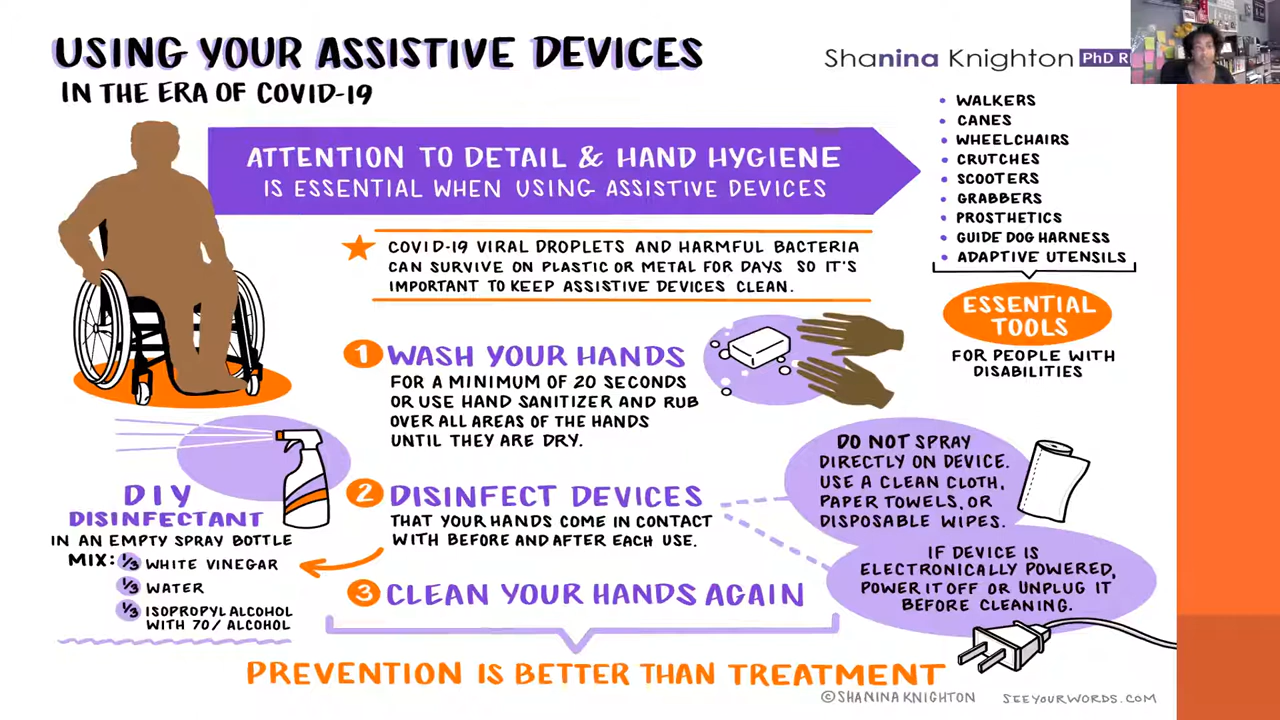 USING YOUR ASSISTIVE DEVICES
IN THE ERA OF COVID-19
Shanina Knighton PhD R
ATTENTION TO DETAIL & HAND HYGIENE
IS ESSENTIAL WHEN USING ASSISTIVE DEVICES
• WALKERS
• CANES
• WHEELCHAIRS
• CRUTCHES
• SCOOTERS
• GRABBERS
• PROSTHETICS
• GUIDE DOG HARNESS
• ADAPTIVE UTENSILS
ESSENTIAL
TOOLS
FOR PEOPLE WITH
DISABILITIES
COVID-19 VIRAL DROPLETS AND HARMFUL BACTERIA
CAN SURVIVE ON PLASTIC OR METAL FOR DAYS SO IT'S
IMPORTANT TO KEEP ASSISTIVE DEVICES CLEAN.
1 WASH YOUR HANDS
FOR A MINIMUM OF 20 SECONDS
OR USE HAND SANITIZER AND RUB
OVER ALL AREAS OF THE HANDS
UNTIL THEY ARE DRY.
2 DISINFECT DEVICES
THAT YOUR HANDS COME IN CONTACT
WITH BEFORE AND AFTER EACH USE.
DO NOT SPRAY
DIRECTLY ON DEVICE.
USE A CLEAN CLOTH,
PAPER TOWELS, OR
DISPOSABLE WIPES.
IF DEVICE IS
ELECTRONICALLY POWERED,
POWER IT OFF OR UNPLUG IT
BEFORE CLEANING.
DIY
DISINFECTANT
IN AN EMPTY SPRAY BOTTLE
MIX: 1/3 WHITE VINEGAR
1/3 WATER
1/3 ISOPROPYL ALCOHOL
WITH 70/ ALCOHOL
3 CLEAN YOUR HANDS AGAIN
PREVENTION IS BETTER THAN TREATMENT
©SHANINA KNIGHTON SEEYOURWORDS.COM